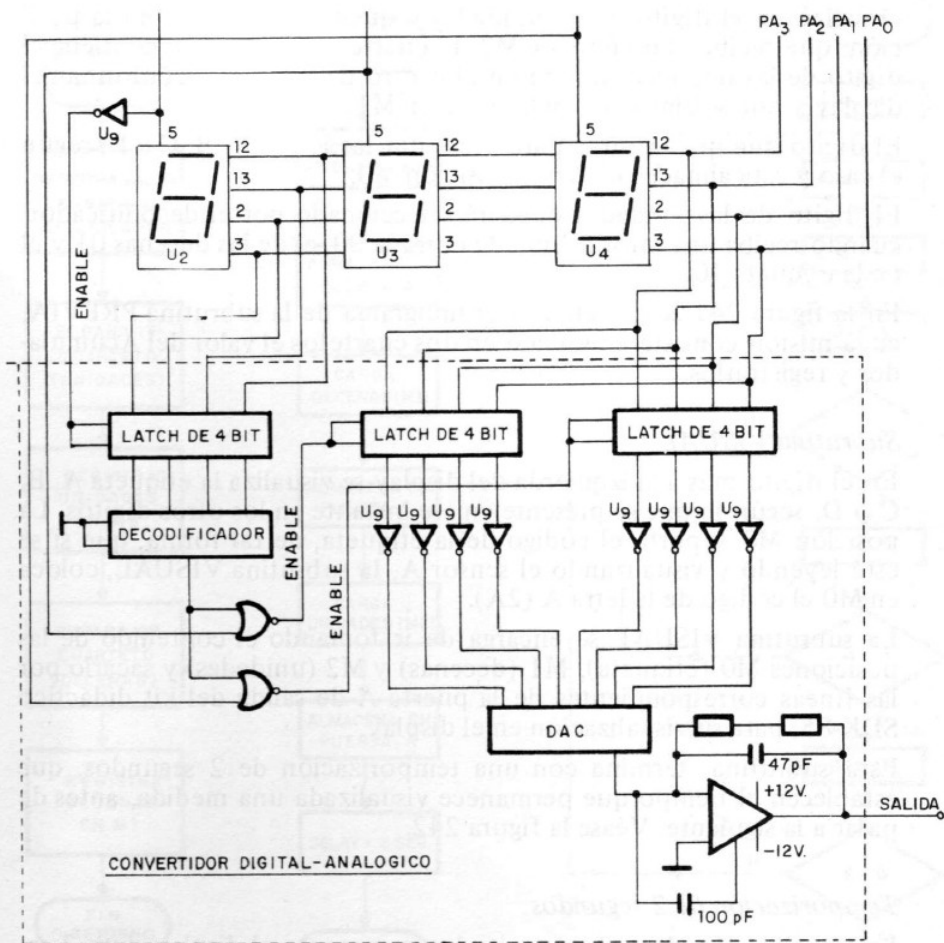 PA3 PA2 PA1 PA0
U9
5
5
5
12
13
2
3
12
13
2
3
12
13
2
3
U2
U3
U4
ENABLE
LATCH DE 4 BIT
LATCH DE 4 BIT
LATCH DE 4 BIT
DECODIFICADOR
ENABLE
ENABLE
U9 U9 U9 U9
U9 U9 U9 U9
DAC
47pF
+12V.
-12V.
SALIDA
100pF
CONVERTIDOR DIGITAL-ANALOGICO